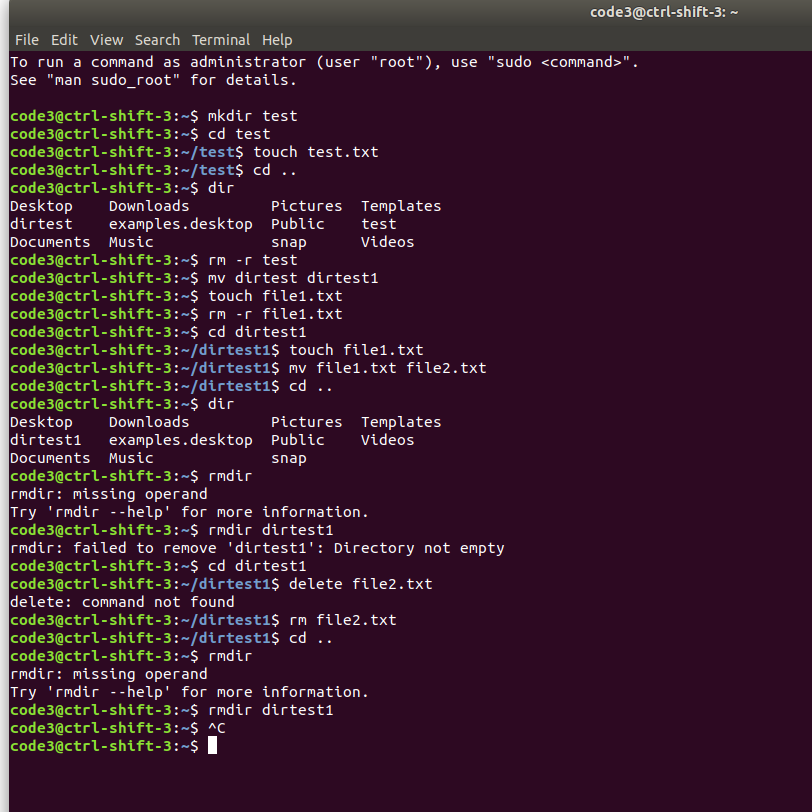 code3@ctrl-shift-3: ~
File Edit View Search Terminal Help
To run a command as administrator (user "root"), use "sudo <command>".
See "man sudo_root" for details.
code3@ctrl-shift-3:~$ mkdir test
code3@ctrl-shift-3:~$ cd test
code3@ctrl-shift-3:~/test$ touch test.txt
code3@ctrl-shift-3:~/test$ cd ..
code3@ctrl-shift-3:~$ dir
Desktop    Downloads         Pictures  Templates
dirtest    examples.desktop  Public    test
Documents  Music             snap      Videos
code3@ctrl-shift-3:~$ rm -r test
code3@ctrl-shift-3:~$ mv dirtest dirtest1
code3@ctrl-shift-3:~$ touch file1.txt
code3@ctrl-shift-3:~$ rm -r file1.txt
code3@ctrl-shift-3:~$ cd dirtest1
code3@ctrl-shift-3:~/dirtest1$ touch file1.txt
code3@ctrl-shift-3:~/dirtest1$ mv file1.txt file2.txt
code3@ctrl-shift-3:~/dirtest1$ cd ..
code3@ctrl-shift-3:~$ dir
Desktop    Downloads         Pictures  Templates
dirtest1   examples.desktop  Public    Videos
Documents  Music             snap
code3@ctrl-shift-3:~$ rmdir
rmdir: missing operand
Try 'rmdir --help' for more information.
code3@ctrl-shift-3:~$ rmdir dirtest1
rmdir: failed to remove 'dirtest1': Directory not empty
code3@ctrl-shift-3:~$ cd dirtest1
code3@ctrl-shift-3:~/dirtest1$ delete file2.txt
delete: command not found
code3@ctrl-shift-3:~/dirtest1$ rm file2.txt
code3@ctrl-shift-3:~/dirtest1$ cd ..
code3@ctrl-shift-3:~$ rmdir
rmdir: missing operand
Try 'rmdir --help' for more information.
code3@ctrl-shift-3:~$ rmdir dirtest1
code3@ctrl-shift-3:~$ ^C
code3@ctrl-shift-3:~$